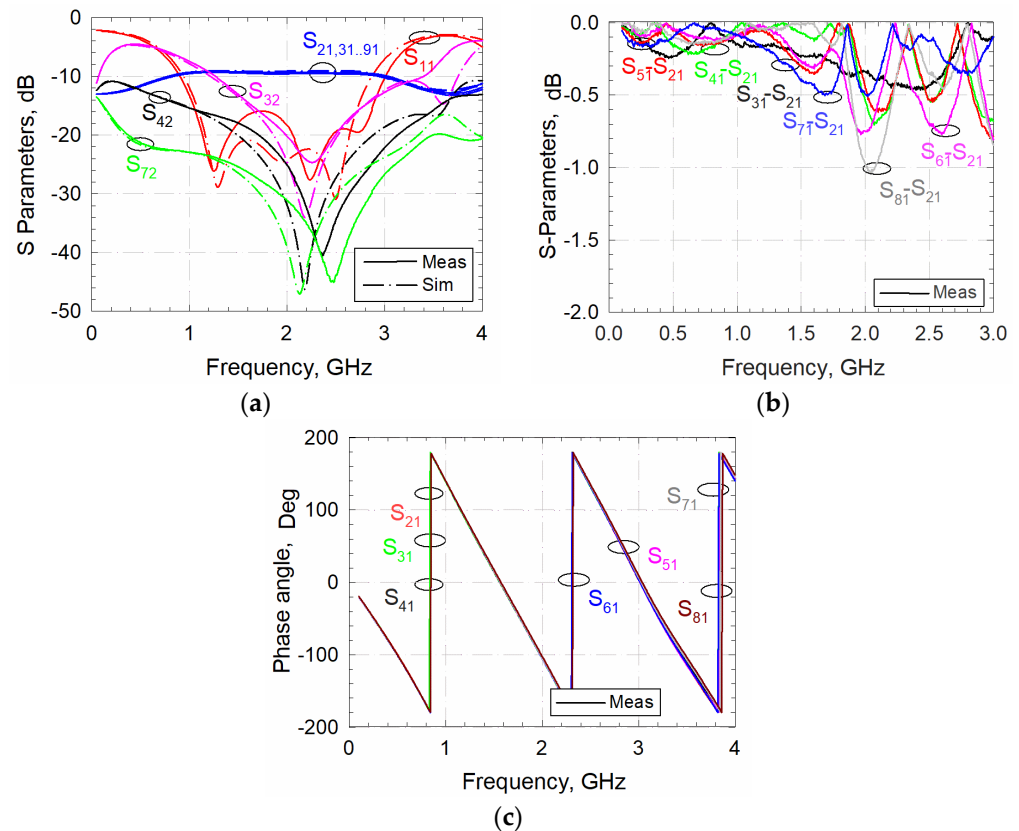 0
-10
-20
-30
-40
-50
S Parameters, dB
S21,31..91
S11
S32
S42
S72
Meas
Sim
0 1 2 3 4
Frequency, GHz
(a)
0.0
-0.5
-1.0
-1.5
-2.0
S-Parameters, dB
S51-S21
S41-S21
S31-S21
S71-S21
S61-S21
S81-S21
Meas
0.0 0.5 1.0 1.5 2.0 2.5 3.0
Frequency, GHz
(b)
200
100
0
-100
-200
Phase angle, Deg
S21
S31
S41
S61
S51
S71
S81
Meas
0 1 2 3 4
Frequency, GHz
(c)